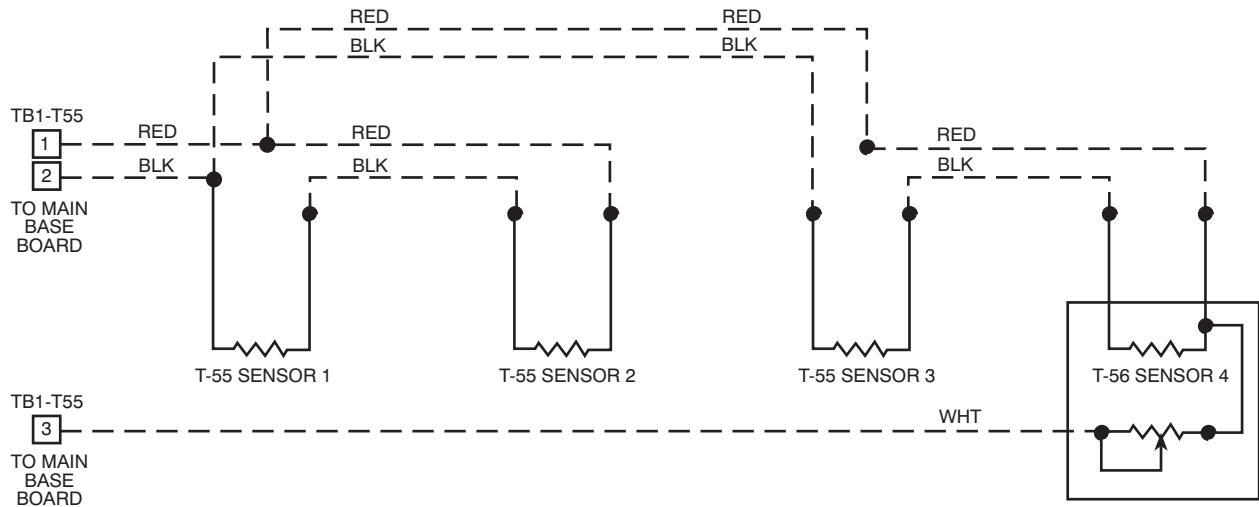 RED
RED
BLK
BLK
TB1-T55
1
RED
RED
RED
2
BLK
BLK
BLK
TO MAIN
BASE
BOARD
T-55 SENSOR 1
T-55 SENSOR 2
T-55 SENSOR 3
T-56 SENSOR 4
TB1-T55
3
WHT
TO MAIN
BASE
BOARD